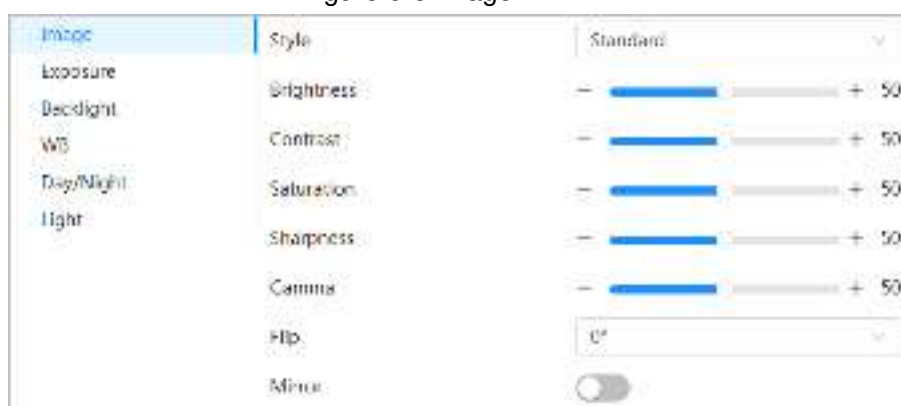 Image
Style
Standard
Exposure
Brightness
- + 50
Backlight
WB
Contrast
- + 50
Day/Night
Saturation
- + 50
Light
Sharpness
- + 50
Gamma
- + 50
Flip
0°
Mirror